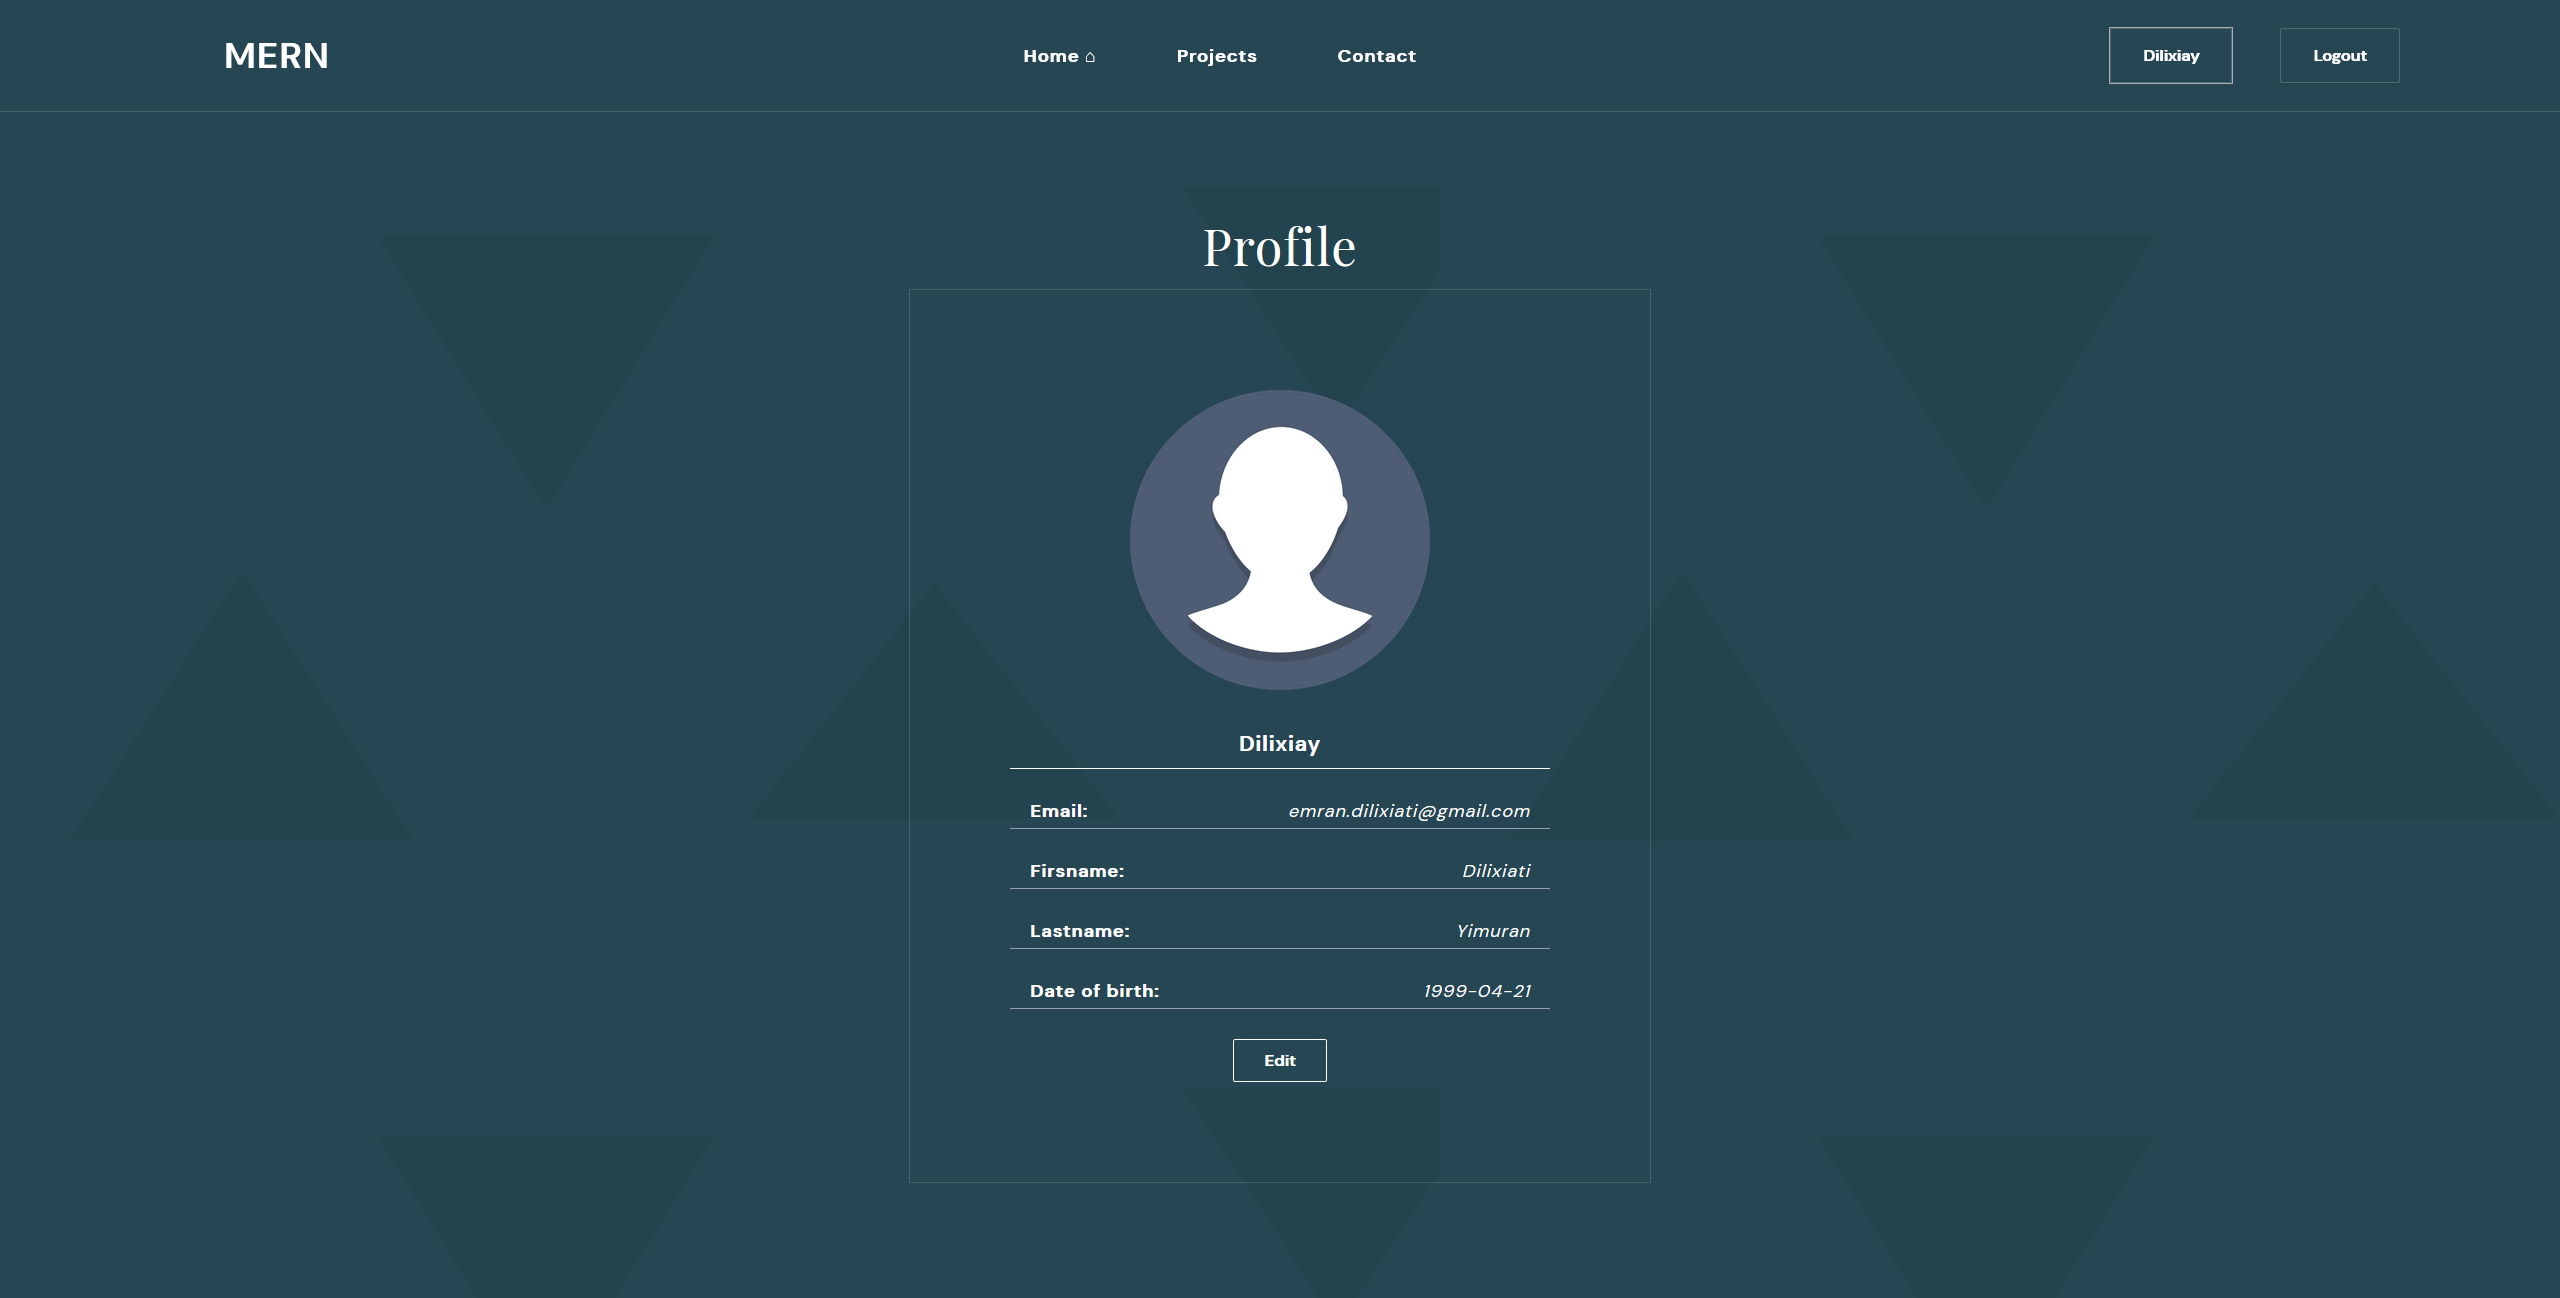 MERN
Home ⌂ Projects Contact
Dilixiay Logout
Profile
Dilixiay
Email: emran.dilixiati@gmail.com
Firsname: Dilixiati
Lastname: Yimuran
Date of birth: 1999-04-21
Edit